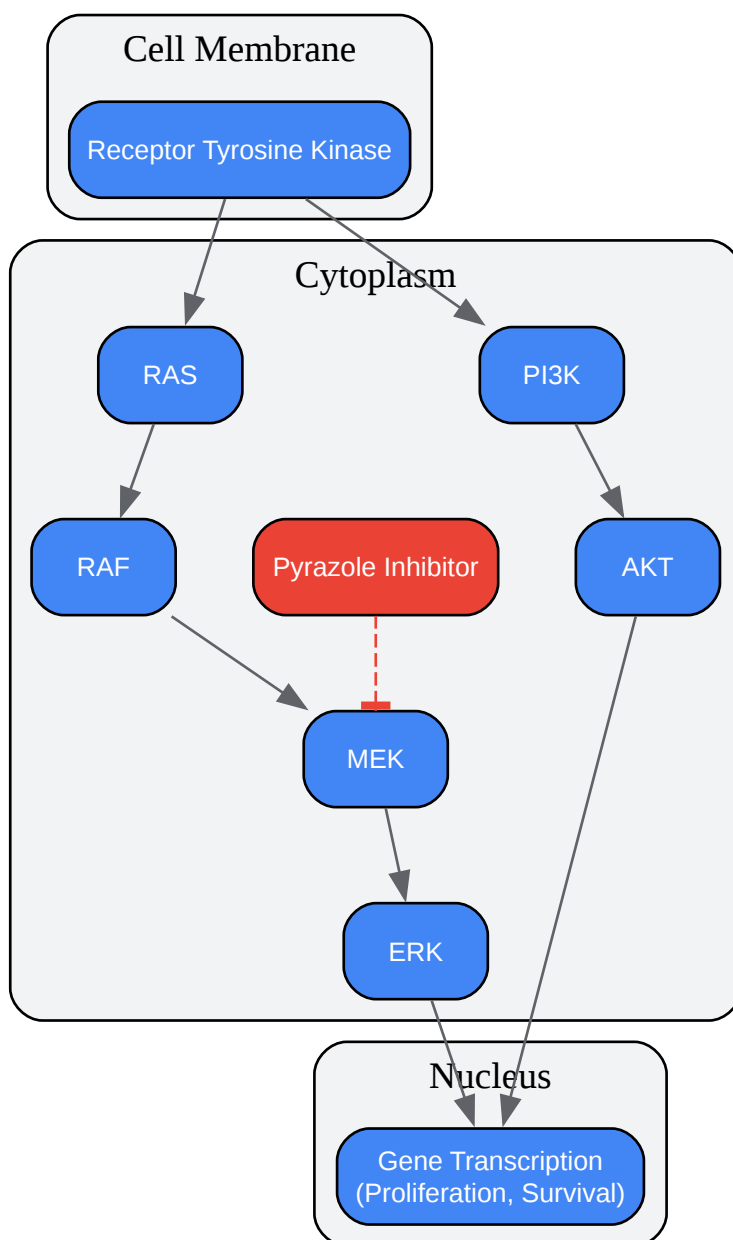 Cell Membrane
Receptor Tyrosine Kinase
Cytoplasm
RAS
PI3K
RAF
Pyrazole Inhibitor
AKT
MEK
ERK
Nucleus
Gene Transcription
(Proliferation, Survival)